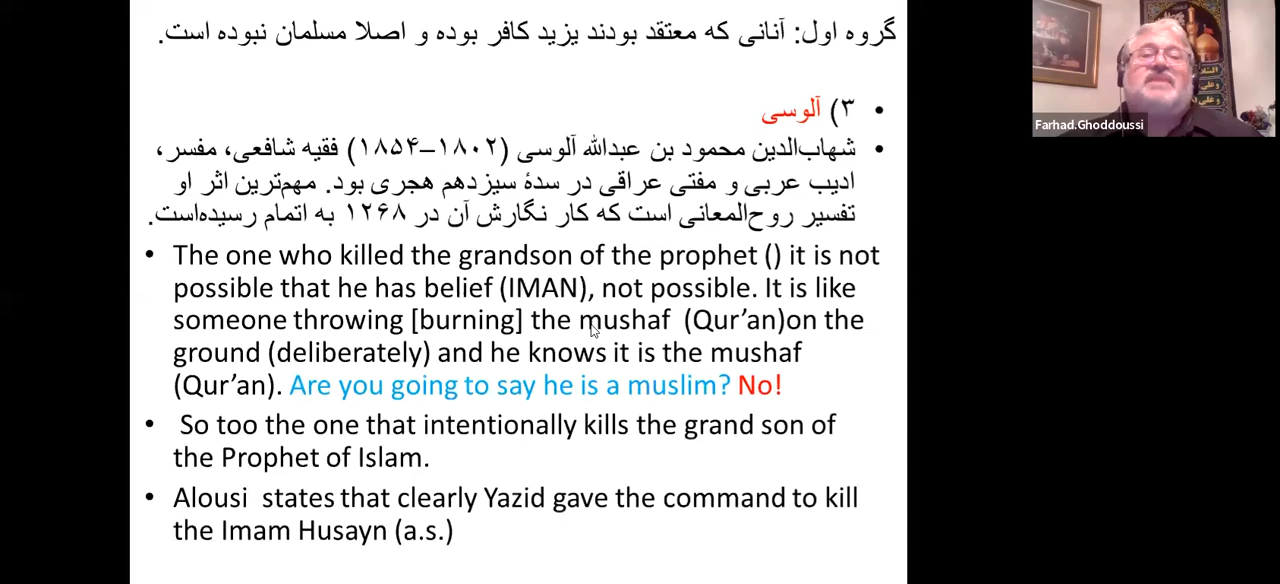 گروه اول: آنانی که معتقد بودند یزید کافر بوده و اصلا مسلمان نبوده است.
• ۳) آلوسی
• شهاب‌الدین محمود بن عبدالله آلوسی (۱۸۰۲–۱۸۵۴) فقیه شافعی، مفسر،
ادیب عربی و مفتی عراقی در سدهٔ سیزدهم هجری بود. مهم‌ترین اثر او
تفسیر روح‌المعانی است که کار نگارش آن در ۱۲۶۸ به اتمام رسیده‌است.
• The one who killed the grandson of the prophet () it is not
possible that he has belief (IMAN), not possible. It is like
someone throwing [burning] the mushaf (Qur’an)on the
ground (deliberately) and he knows it is the mushaf
(Qur’an). Are you going to say he is a muslim? No!
• So too the one that intentionally kills the grand son of
the Prophet of Islam.
• Alousi states that clearly Yazid gave the command to kill
the Imam Husayn (a.s.)
Farhad.Ghoddoussi